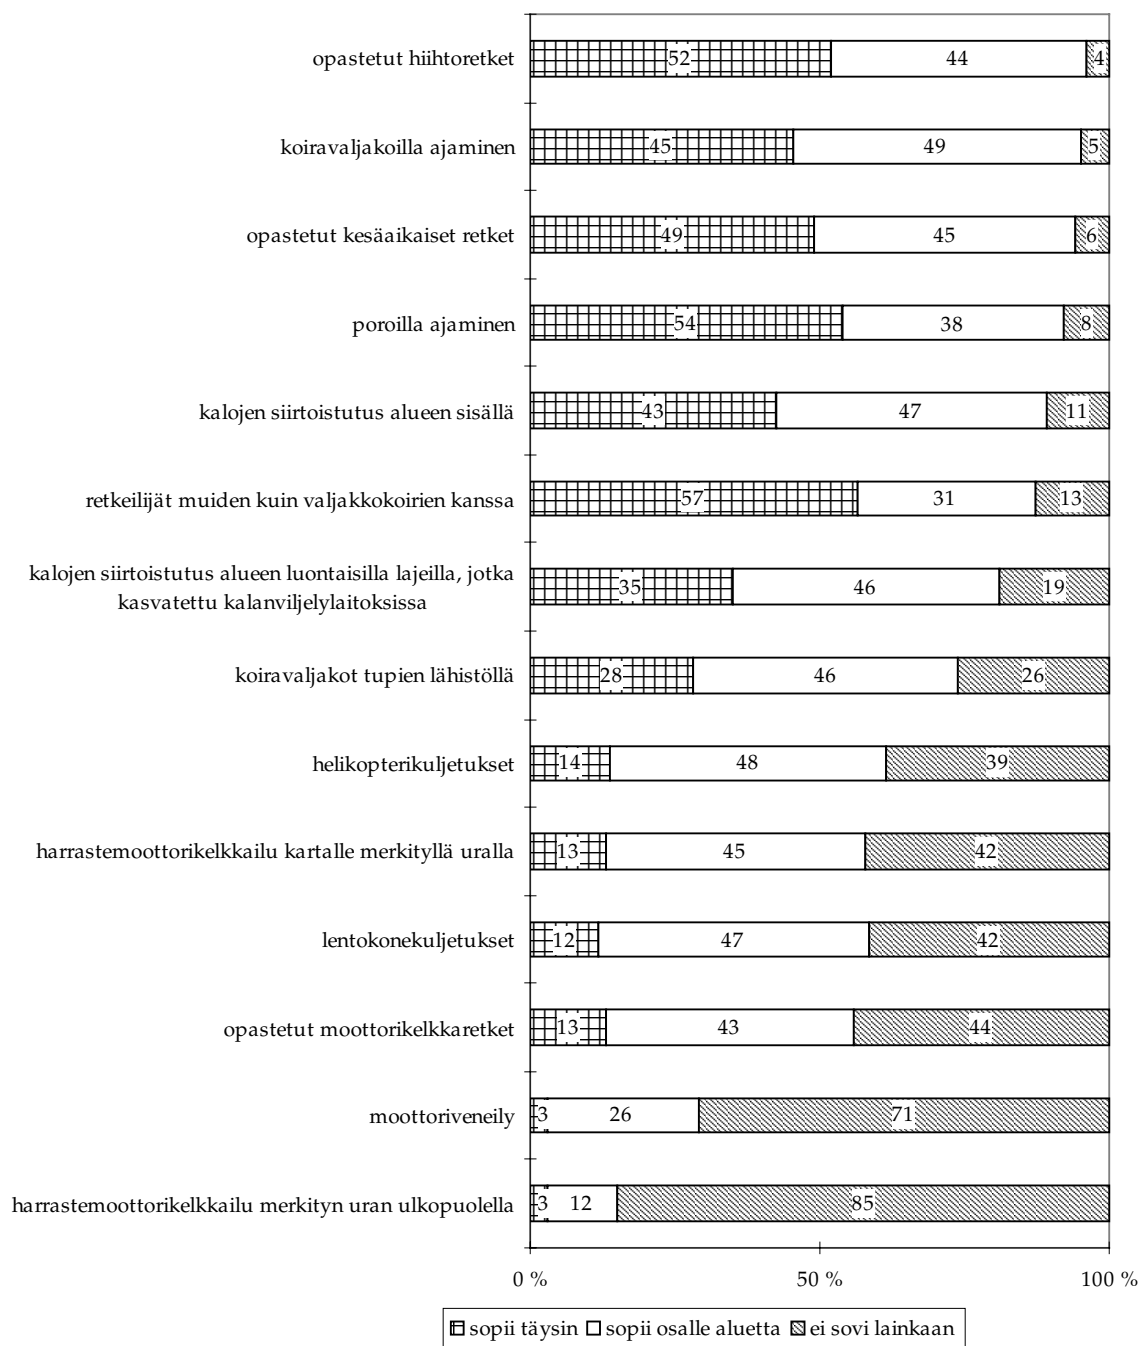 opastetut hiihtoretket 52 44 4
koiravaljakoilla ajaminen 45 49 5
opastetut kesäaikaiset retket 49 45 6
poroilla ajaminen 54 38 8
kalojen siirtoistutus alueen sisällä 43 47 11
retkeilijät muiden kuin valjakkokoirien kanssa 57 31 13
kalojen siirtoistutus alueen luontaisilla lajeilla, jotka
kasvatettu kalanviljelylaitoksissa 35 46 19
koiravaljakot tupien lähistöllä 28 46 26
helikopterikuljetukset 14 48 39
harrastemoottorikelkkailu kartalle merkityllä uralla 13 45 42
lentokonekuljetukset 12 47 42
opastetut moottorikelkkaretket 13 43 44
moottoriveneily 3 26 71
harrastemoottorikelkkailu merkityn uran ulkopuolella 3 12 85
0 % 50 % 100 %
sopii täysin sopii osalle aluetta ei sovi lainkaan